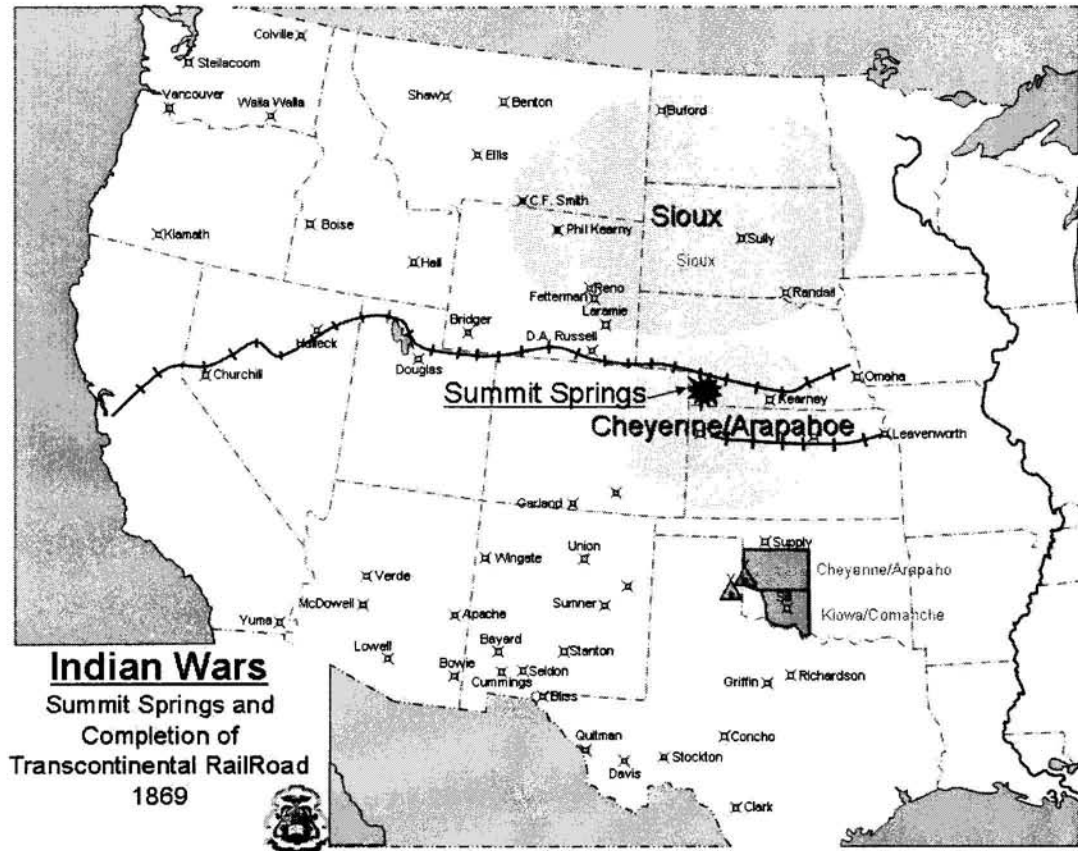 Colville
Steilacoom
Vancouver
Walla Walla
Shaw
Benton
Buford
Ellis
C.F. Smith
Sioux
Klamath
Boise
Phil Kearny
Sully
Sioux
Hall
Reno
Fetterman
Randall
Laramie
Bridger
D.A. Russell
Halleck
Churchill
Douglas
Omaha
Summit Springs
Kearney
Cheyenne/Arapahoe
Leavenworth
Garland
Supply
Wingate
Union
Cheyenne/Arapaho
Verde
McDowell
Apache
Sumner
Kiowa/Comanche
Yuma
Lowell
Bayard
Stanton
Bowie
Cummings
Seldon
Griffin
Richardson
Bliss
Quitman
Concho
Davis
Stockton
Clark
Indian Wars
Summit Springs and
Completion of
Transcontinental RailRoad
1869